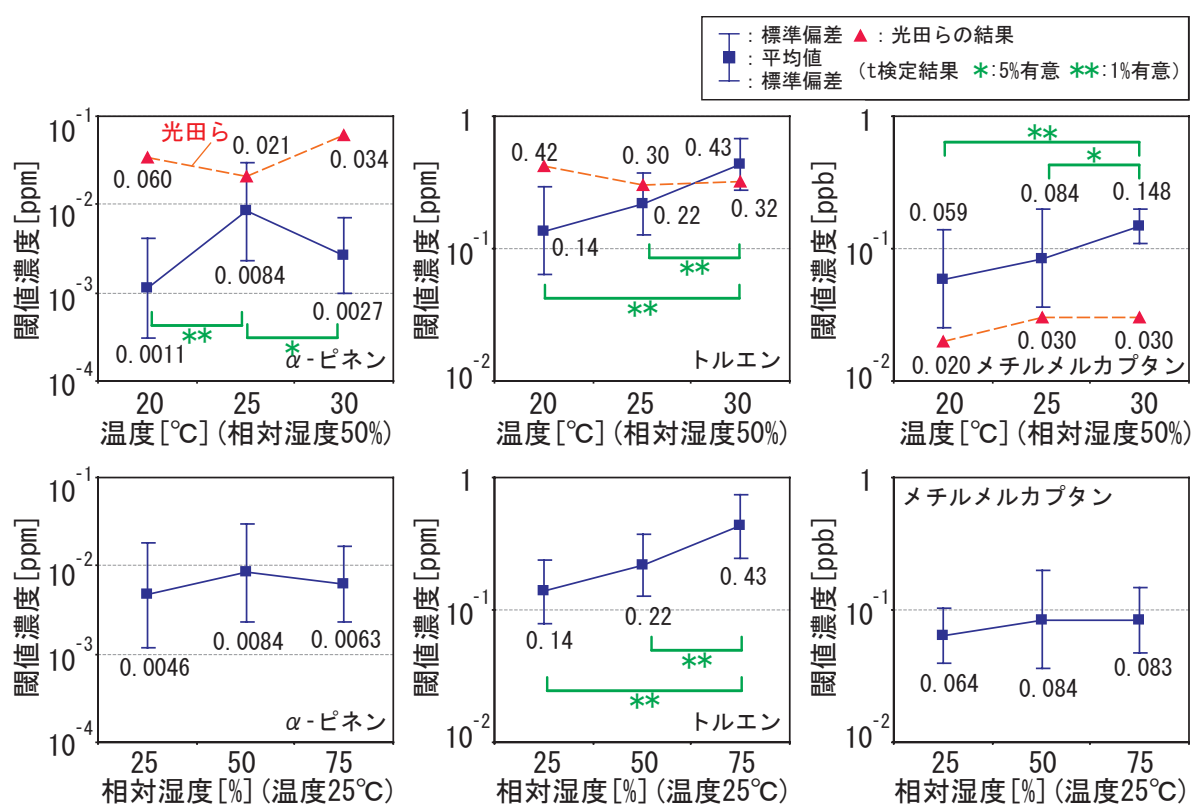 : 標準偏差 ▲ : 光田らの結果
: 平均値
: 標準偏差 (t検定結果 *:5%有意 **:1%有意)
閾値濃度[ppm]
10-1
10-2
10-3
10-4
光田ら
0.060
0.021
0.034
0.0011
0.0084
0.0027
**
*
α-ピネン
20 25 30
温度[℃](相対湿度50%)
閾値濃度[ppm]
1
10-1
10-2
0.42
0.30
0.43
0.14
0.22
0.32
**
**
トルエン
20 25 30
温度[℃](相対湿度50%)
閾値濃度[ppb]
1
10-1
10-2
**
*
0.059
0.084
0.148
0.020
0.030
0.030
メチルメルカプタン
20 25 30
温度[℃](相対湿度50%)
閾値濃度[ppm]
10-1
10-2
10-3
10-4
0.0046
0.0084
0.0063
α-ピネン
25 50 75
相対湿度[%](温度25℃)
閾値濃度[ppm]
1
10-1
10-2
0.14
0.22
0.43
**
**
トルエン
25 50 75
相対湿度[%](温度25℃)
閾値濃度[ppb]
1
10-1
10-2
メチルメルカプタン
0.064
0.084
0.083
25 50 75
相対湿度[%](温度25℃)